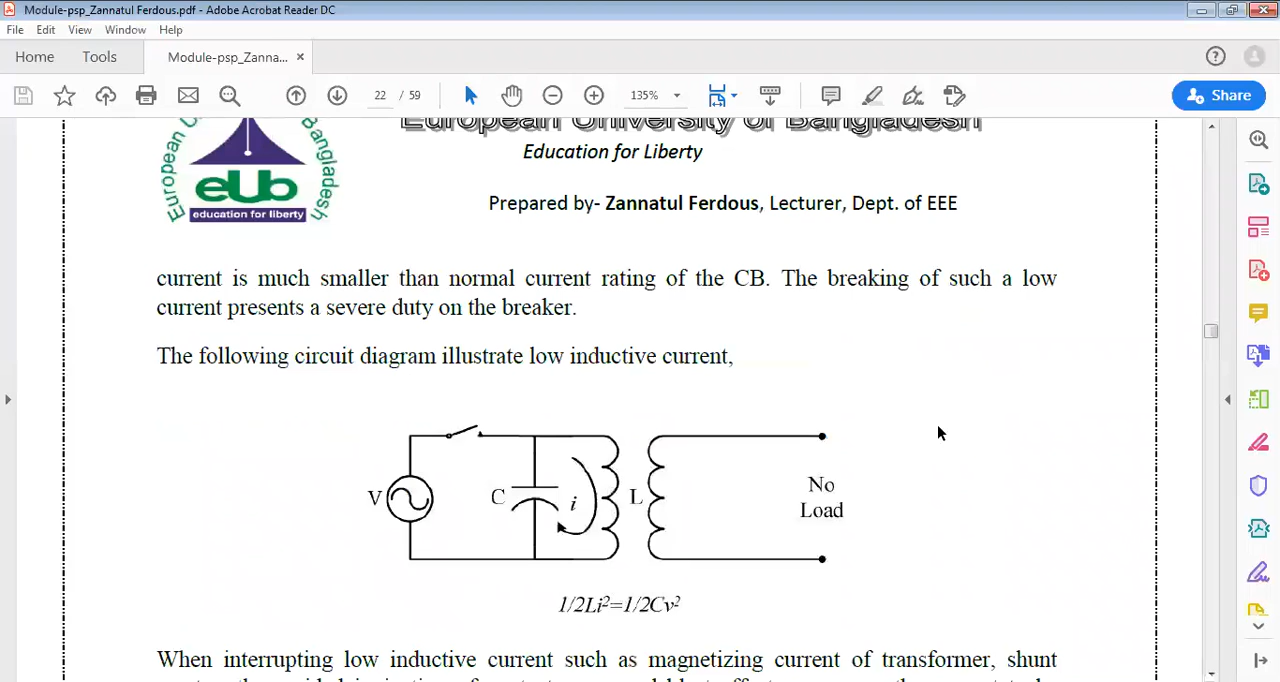 Module-psp_Zannatul Ferdous.pdf - Adobe Acrobat Reader DC
File Edit View Window Help
Home Tools Module-psp_Zanna... ×
22 / 59 135% Share
European University of Bangladesh
Education for Liberty
eUb
education for liberty
Prepared by- Zannatul Ferdous, Lecturer, Dept. of EEE
current is much smaller than normal current rating of the CB. The breaking of such a low
current presents a severe duty on the breaker.
The following circuit diagram illustrate low inductive current,
V C i L No
Load
1/2Li²=1/2Cv²
When interrupting low inductive current such as magnetizing current of transformer, shunt